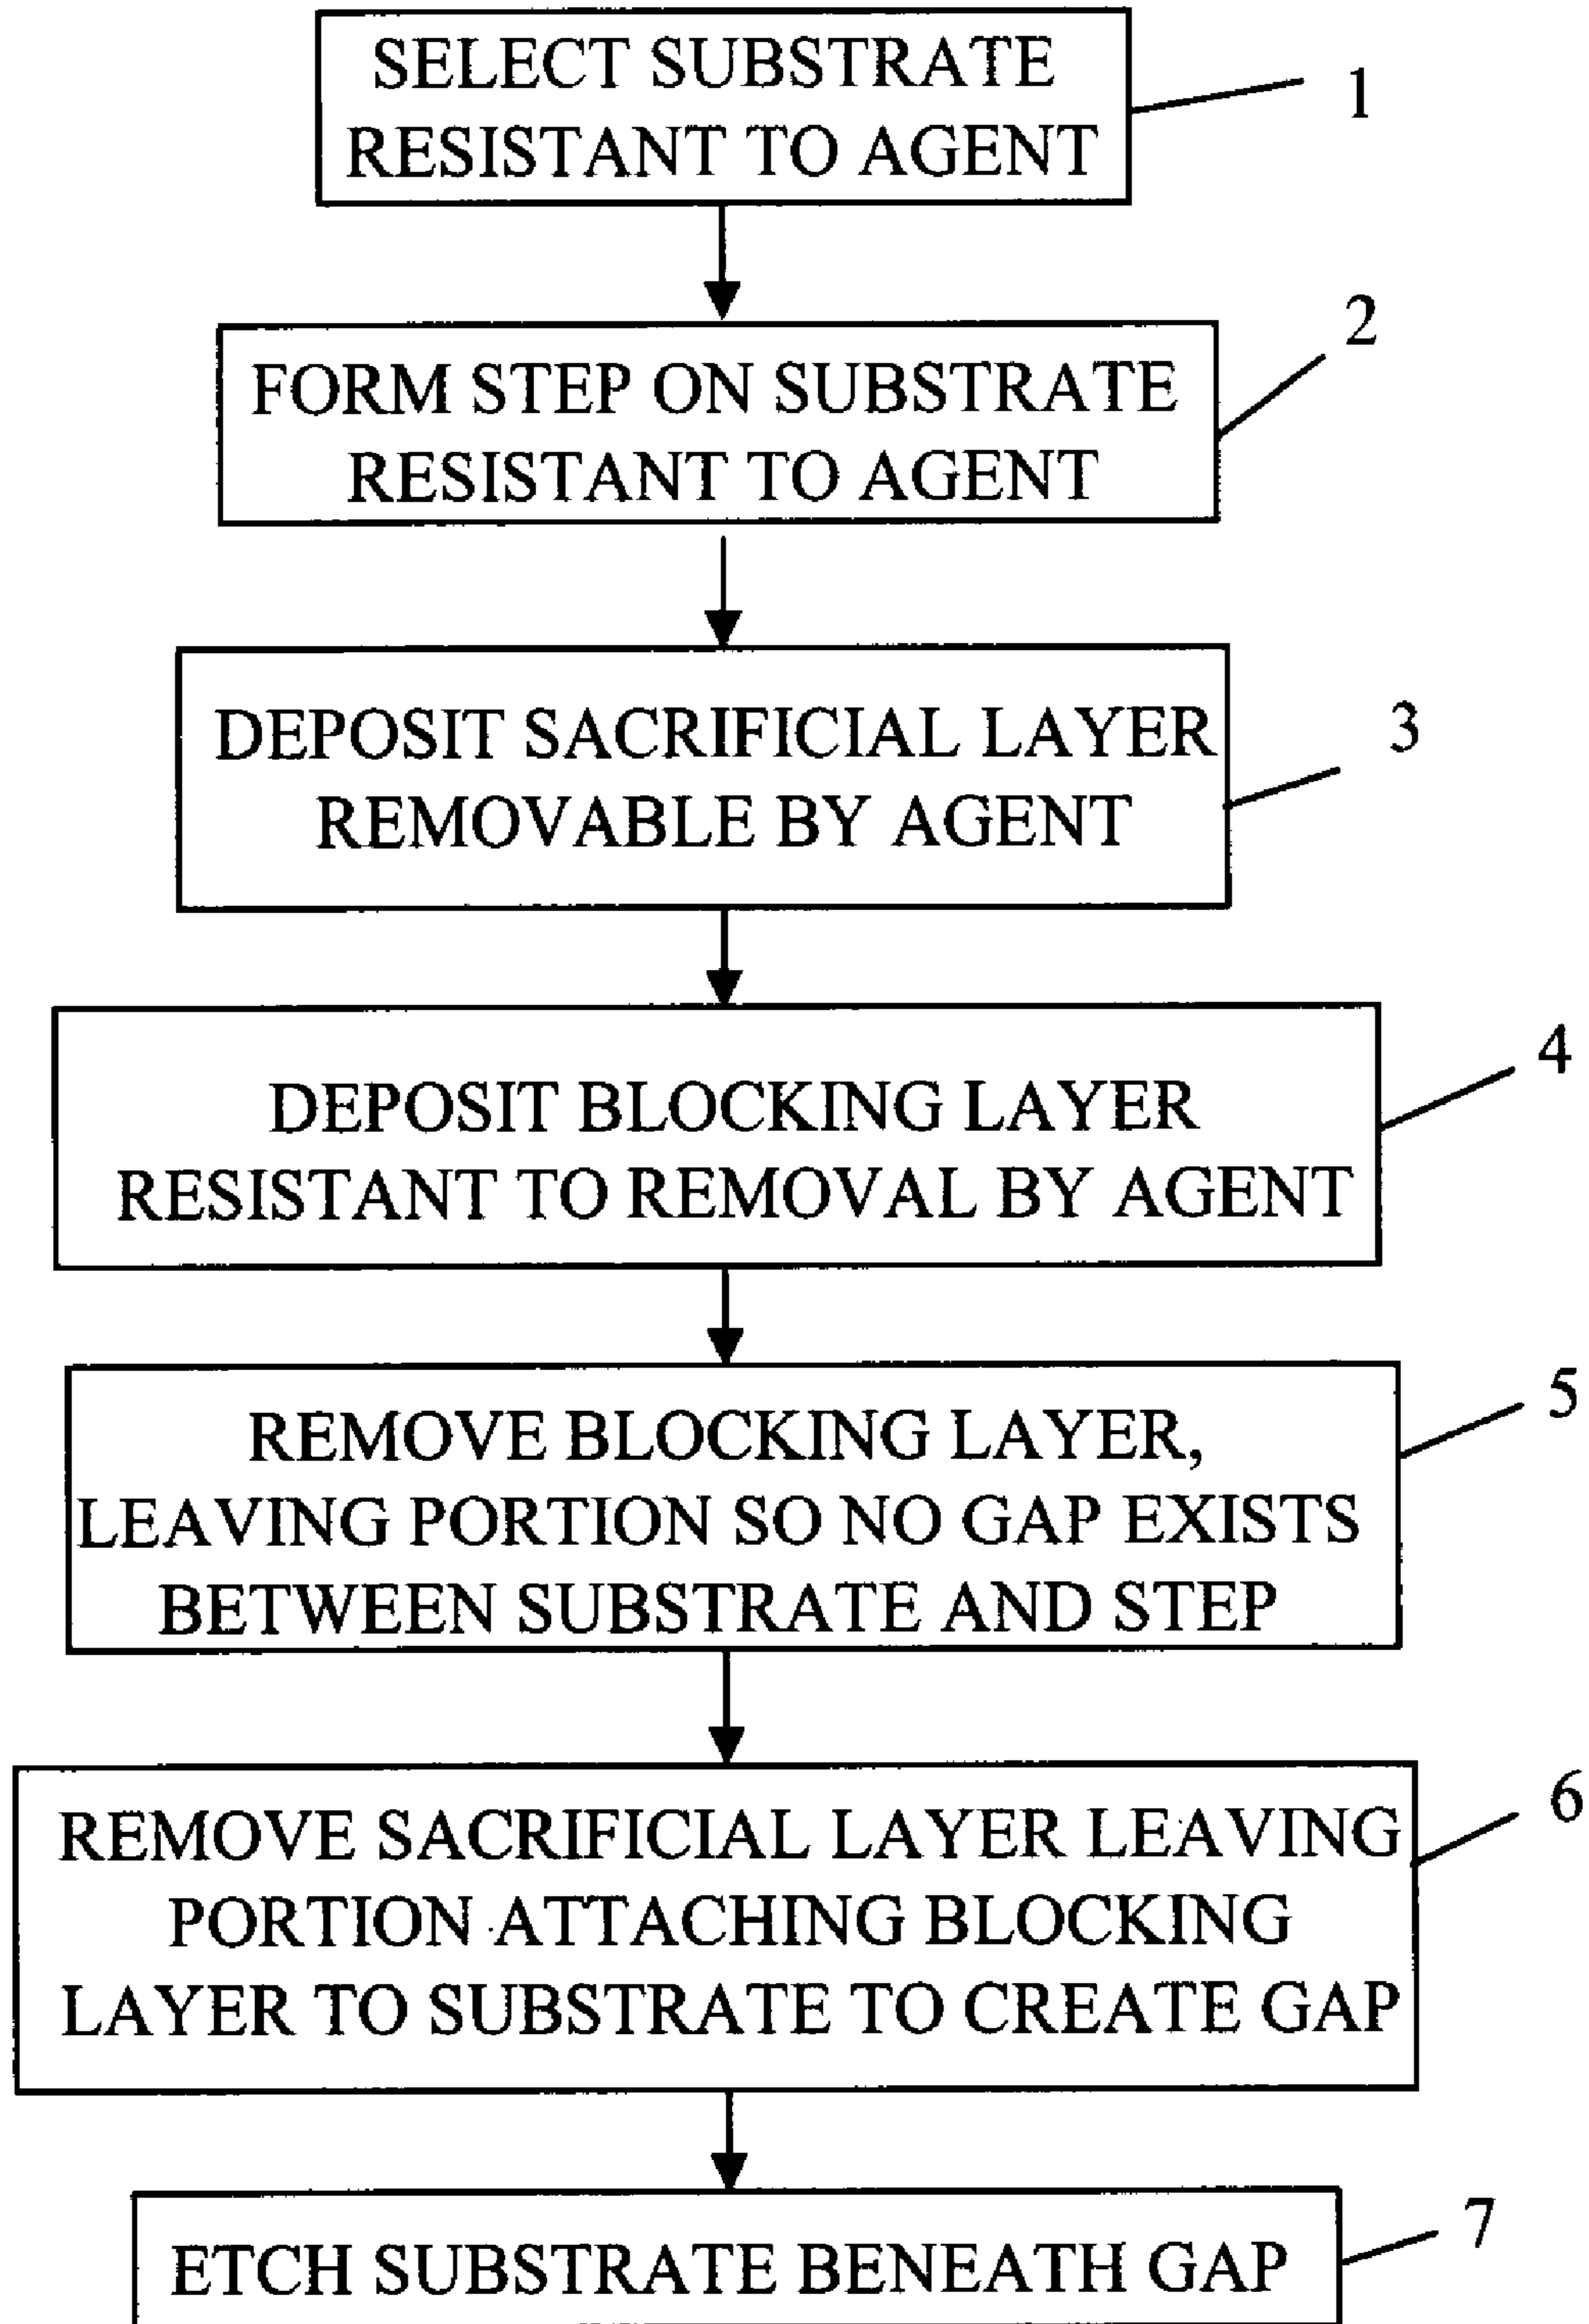 SELECT SUBSTRATE
RESISTANT TO AGENT
1
FORM STEP ON SUBSTRATE
RESISTANT TO AGENT
2
DEPOSIT SACRIFICIAL LAYER
REMOVABLE BY AGENT
3
DEPOSIT BLOCKING LAYER
RESISTANT TO REMOVAL BY AGENT
4
REMOVE BLOCKING LAYER,
LEAVING PORTION SO NO GAP EXISTS
BETWEEN SUBSTRATE AND STEP
5
REMOVE SACRIFICIAL LAYER LEAVING
PORTION ATTACHING BLOCKING
LAYER TO SUBSTRATE TO CREATE GAP
6
ETCH SUBSTRATE BENEATH GAP
7